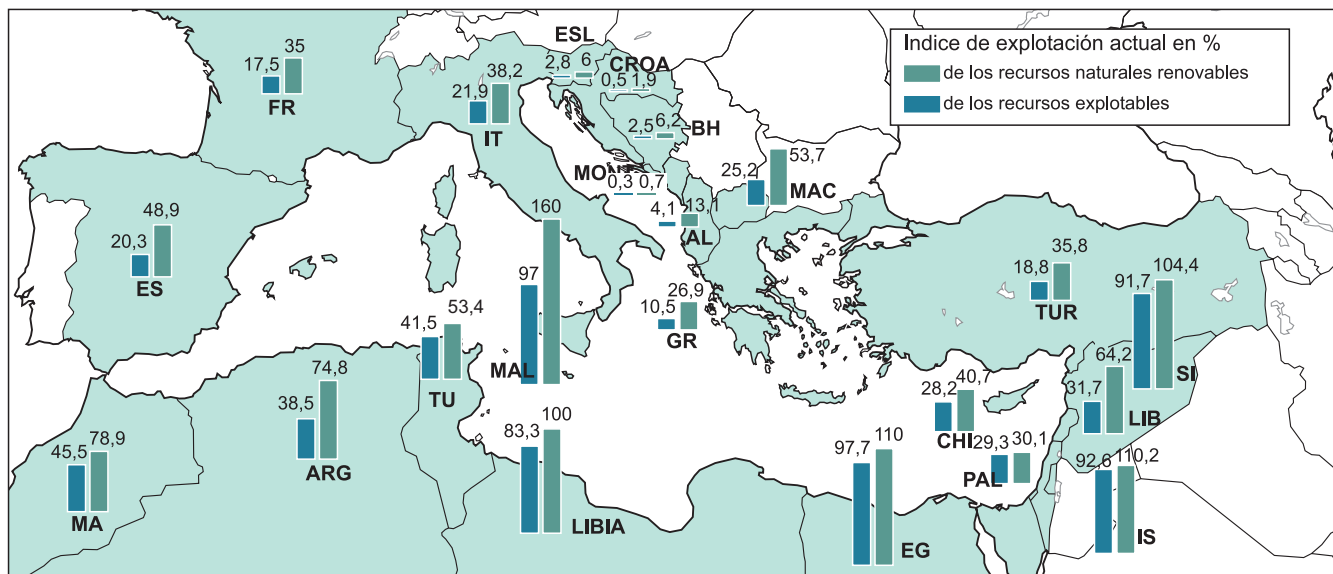 Indice de explotación actual en %
de los recursos naturales renovables
de los recursos explotables
ESL
2,8 6
CROA
0,5 1,9
17,5 35
FR
21,9 38,2
IT
2,5 6,2
BH
MON
0,3 0,7
25,2 53,7
MAC
4,1 13,1
AL
20,3 48,9
ES
97 160
MAL
10,5 26,9
GR
18,8 35,8
TUR
91,7 104,4
SI
41,5 53,4
TU
38,5 74,8
ARG
45,5 78,9
MA
83,3 100
LIBIA
97,7 110
EG
28,2 40,7
CHI
29,3 30,1
PAL
31,7 64,2
LIB
92,6 110,2
IS